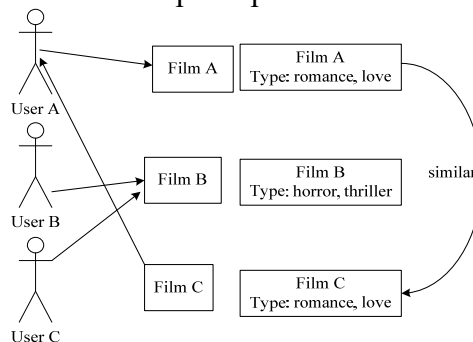 User A
Film A
Film A
Type: romance, love
User B
Film B
Film B
Type: horror, thriller
similar
User C
Film C
Film C
Type: romance, love